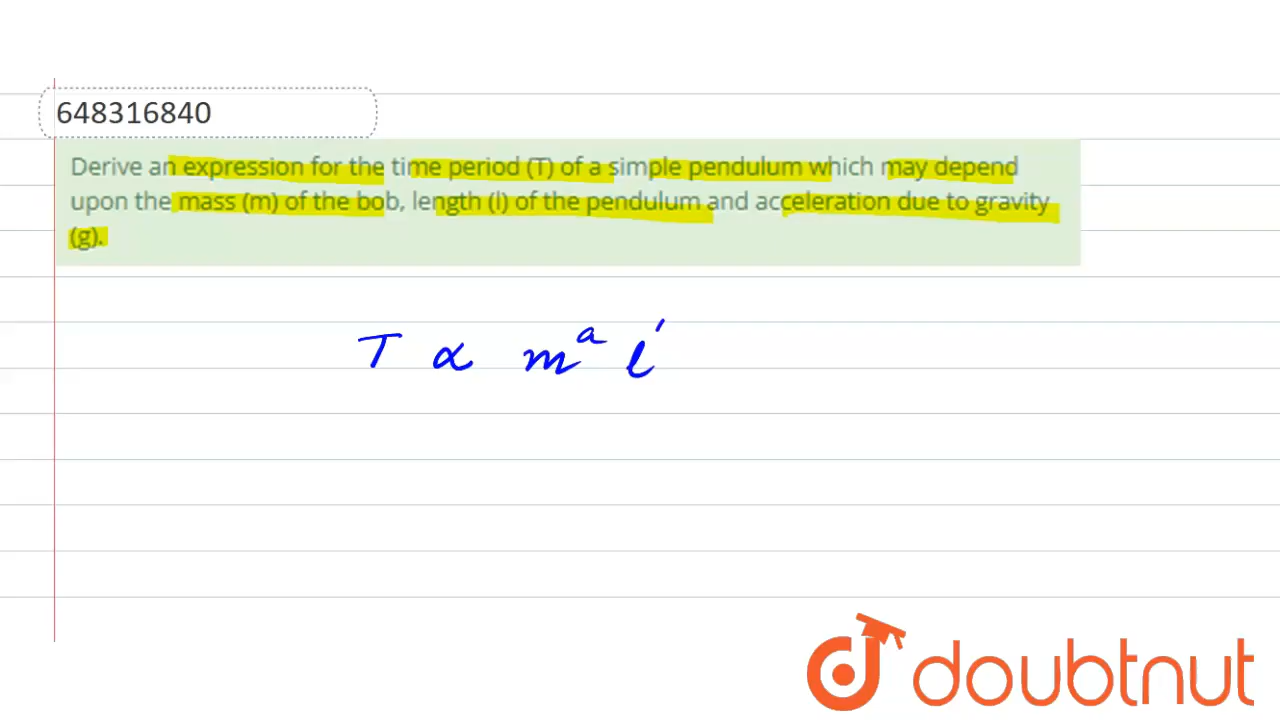 648316840
Derive an expression for the time period (T) of a simple pendulum which may depend
upon the mass (m) of the bob, length (l) of the pendulum and acceleration due to gravity
(g).
T ∝ m^a l'
doubtnut